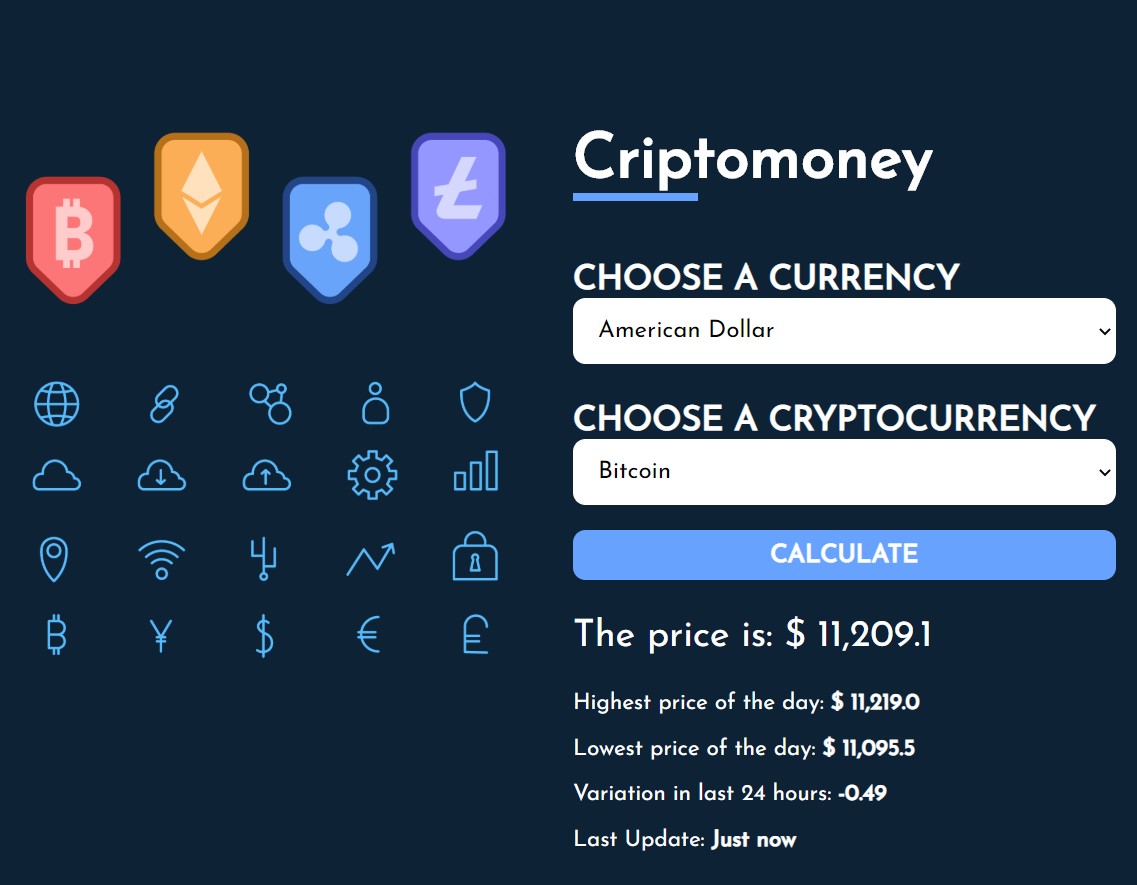 Criptomoney
CHOOSE A CURRENCY
American Dollar
CHOOSE A CRYPTOCURRENCY
Bitcoin
CALCULATE
The price is: $ 11,209.1
Highest price of the day: $ 11,219.0
Lowest price of the day: $ 11,095.5
Variation in last 24 hours: -0.49
Last Update: Just now